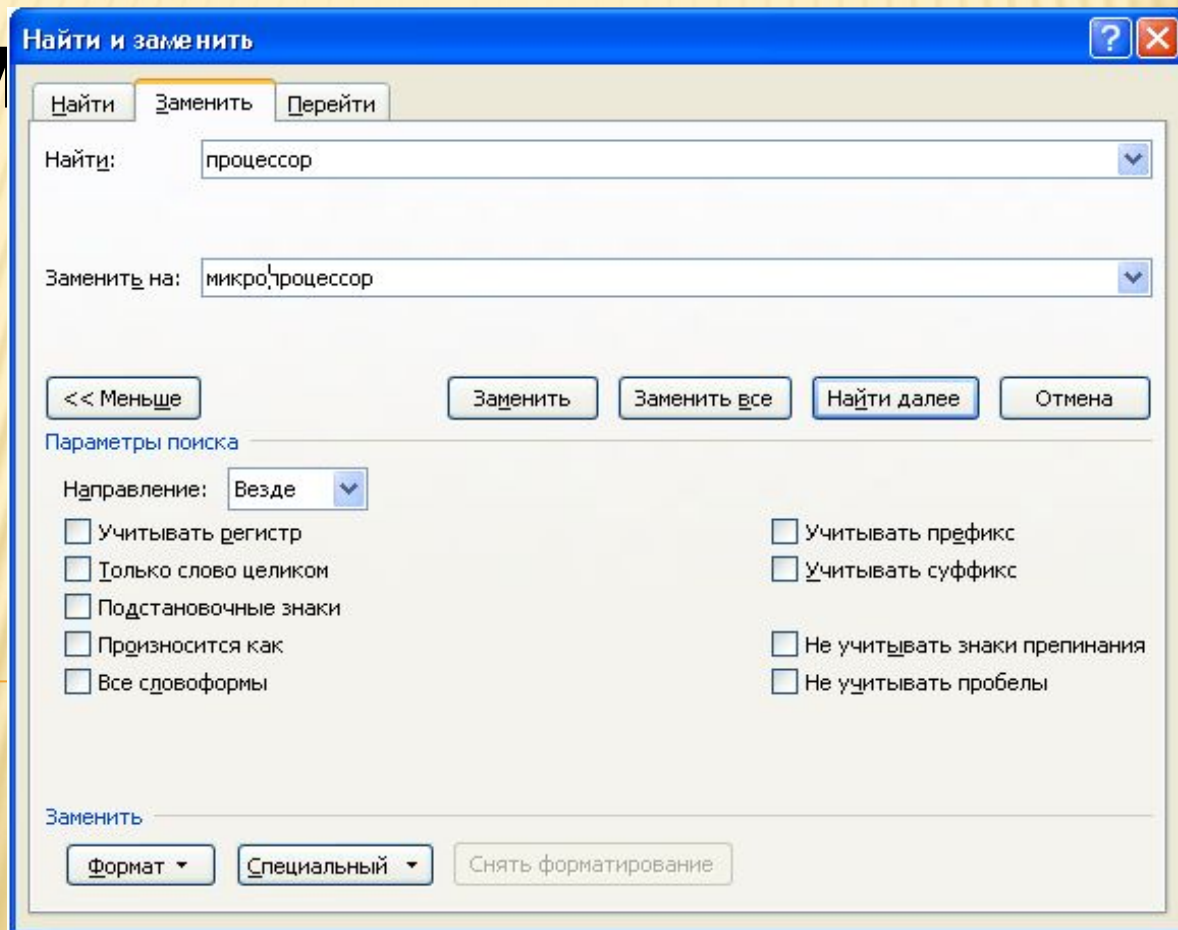 Найти и заменить
Найти Заменить Перейти
Найти: процессор
Заменить на: микропроцессор
<< Меньше Заменить Заменить все Найти далее Отмена
Параметры поиска
Направление: Везде
Учитывать регистр Учитывать префикс
Только слово целиком Учитывать суффикс
Подстановочные знаки
Произносится как Не учитывать знаки препинания
Все словоформы Не учитывать пробелы
Заменить
Формат Специальный Снять форматирование